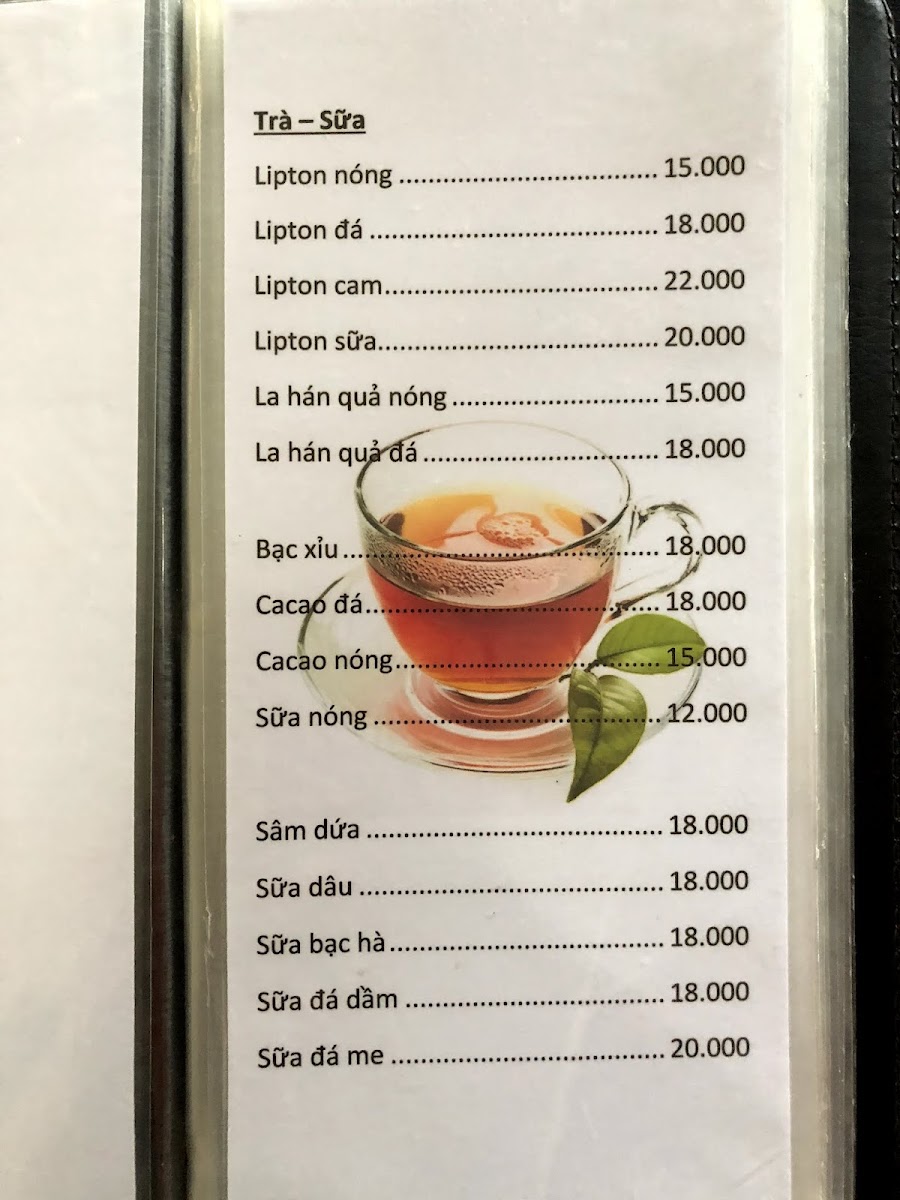 Trà – Sữa
Lipton nóng .................................. 15.000
Lipton đá ...................................... 18.000
Lipton cam.................................... 22.000
Lipton sữa..................................... 20.000
La hán quả nóng ........................... 15.000
La hán quả đá ............................... 18.000
Bạc xỉu .......................................... 18.000
Cacao đá....................................... 18.000
Cacao nóng................................... 15.000
Sữa nóng ...................................... 12.000
Sâm dứa ....................................... 18.000
Sữa dâu ........................................ 18.000
Sữa bạc hà .................................... 18.000
Sữa đá dầm .................................. 18.000
Sữa đá me .................................... 20.000